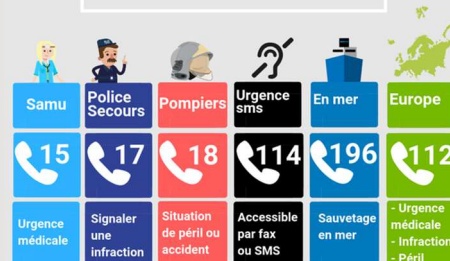 Samu
Police
Secours
Pompiers
Urgence
sms
En mer
Europe
15
17
18
114
196
112
Urgence
médicale
Signaler
une
infraction
Situation
de péril ou
accident
Accessible
par fax
ou SMS
Sauvetage
en mer
- Urgence
médicale
- Infraction
- Péril